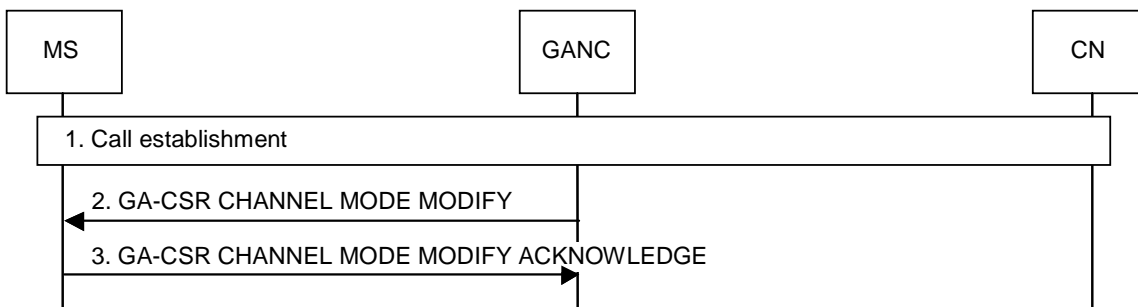 MS
GANC
CN
1. Call establishment
2. GA-CSR CHANNEL MODE MODIFY
3. GA-CSR CHANNEL MODE MODIFY ACKNOWLEDGE